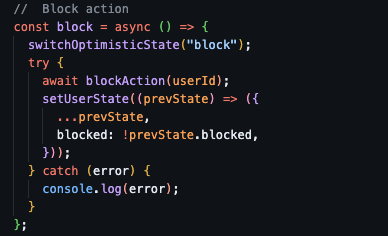 //  Block action
const block = async () => {
  switchOptimisticState("block");
  try {
    await blockAction(userId);
    setUserState((prevState) => ({
      ...prevState,
      blocked: !prevState.blocked,
    }));
  } catch (error) {
    console.log(error);
  }
};